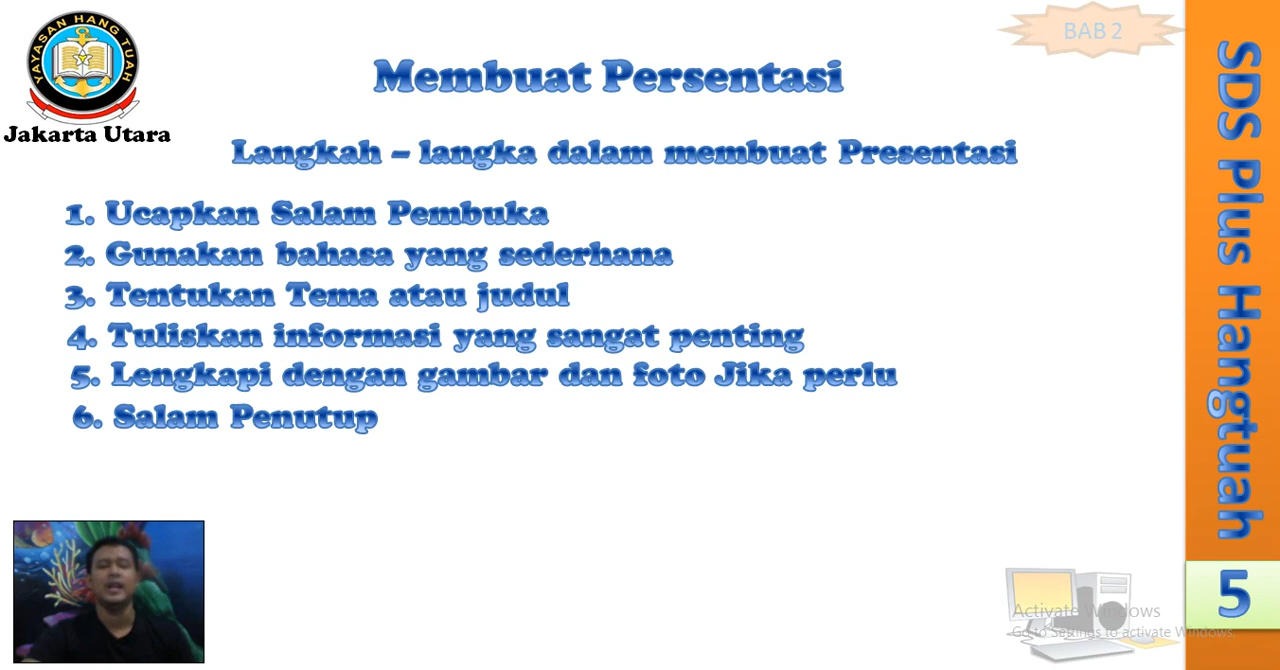 YAYASAN HANG TUAH
Jakarta Utara
BAB 2
Membuat Persentasi
Langkah – langka dalam membuat Presentasi
1. Ucapkan Salam Pembuka
2. Gunakan bahasa yang sederhana
3. Tentukan Tema atau judul
4. Tuliskan informasi yang sangat penting
5. Lengkapi dengan gambar dan foto Jika perlu
6. Salam Penutup
SDS Plus Hangtuah
5
Activate Windows
Go to Settings to activate Windows.